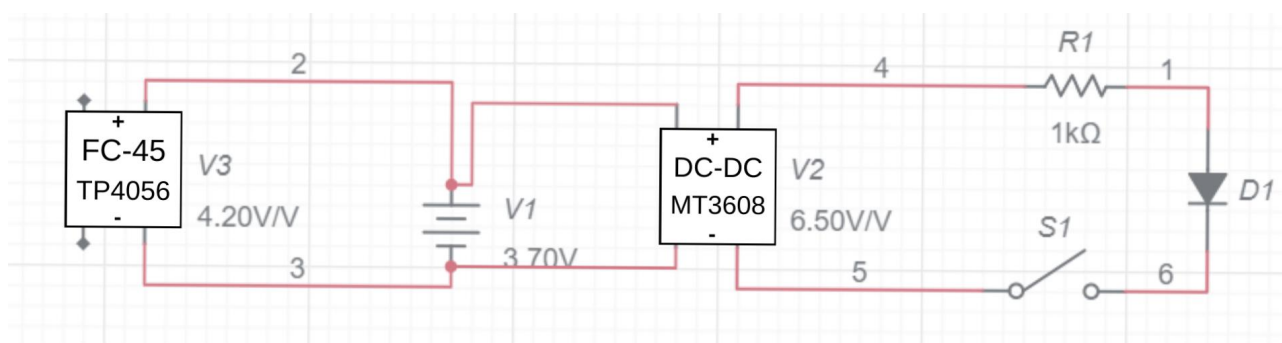 2
+
FC-45
TP4056
-
V3
4.20V/V
3
V1
3.70V
+
DC-DC
MT3608
-
V2
6.50V/V
4
R1
1kΩ
1
D1
S1
5
6